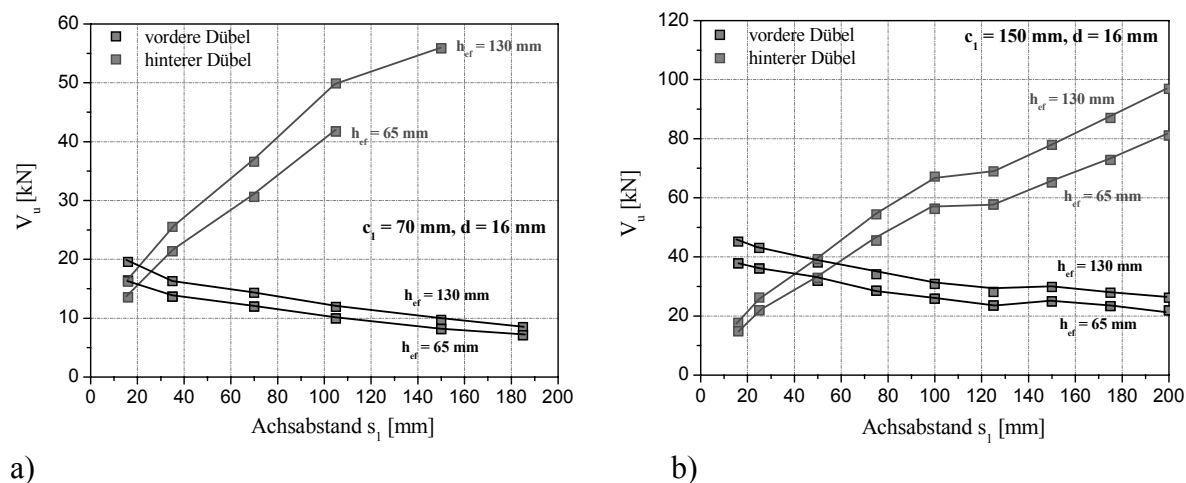 60
50
40
30
20
10
0
V_u [kN]
vordere Dübel
hinterer Dübel
h_ef = 130 mm
h_ef = 65 mm
c_1 = 70 mm, d = 16 mm
h_ef = 130 mm
h_ef = 65 mm
0 20 40 60 80 100 120 140 160 180 200
Achsabstand s_1 [mm]
a)
120
100
80
60
40
20
0
V_u [kN]
vordere Dübel
hinterer Dübel
c_1 = 150 mm, d = 16 mm
h_ef = 130 mm
h_ef = 65 mm
h_ef = 130 mm
h_ef = 65 mm
0 20 40 60 80 100 120 140 160 180 200
Achsabstand s_1 [mm]
b)